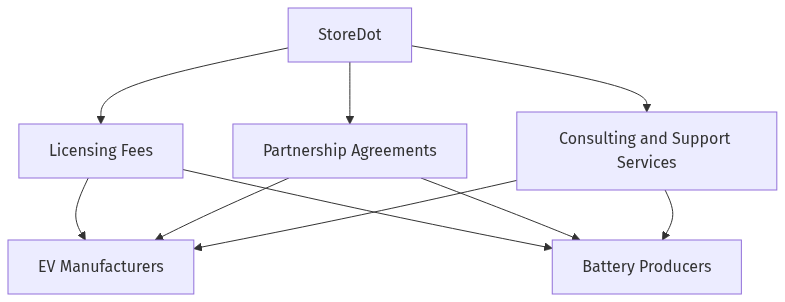 StoreDot
Licensing Fees
Partnership Agreements
Consulting and Support
Services
EV Manufacturers
Battery Producers